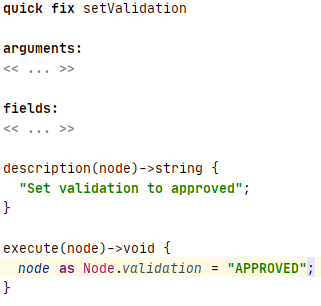 quick fix setValidation
arguments:
<< ... >>
fields:
<< ... >>
description(node)->string {
"Set validation to approved";
}
execute(node)->void {
node as Node.validation = "APPROVED";
}